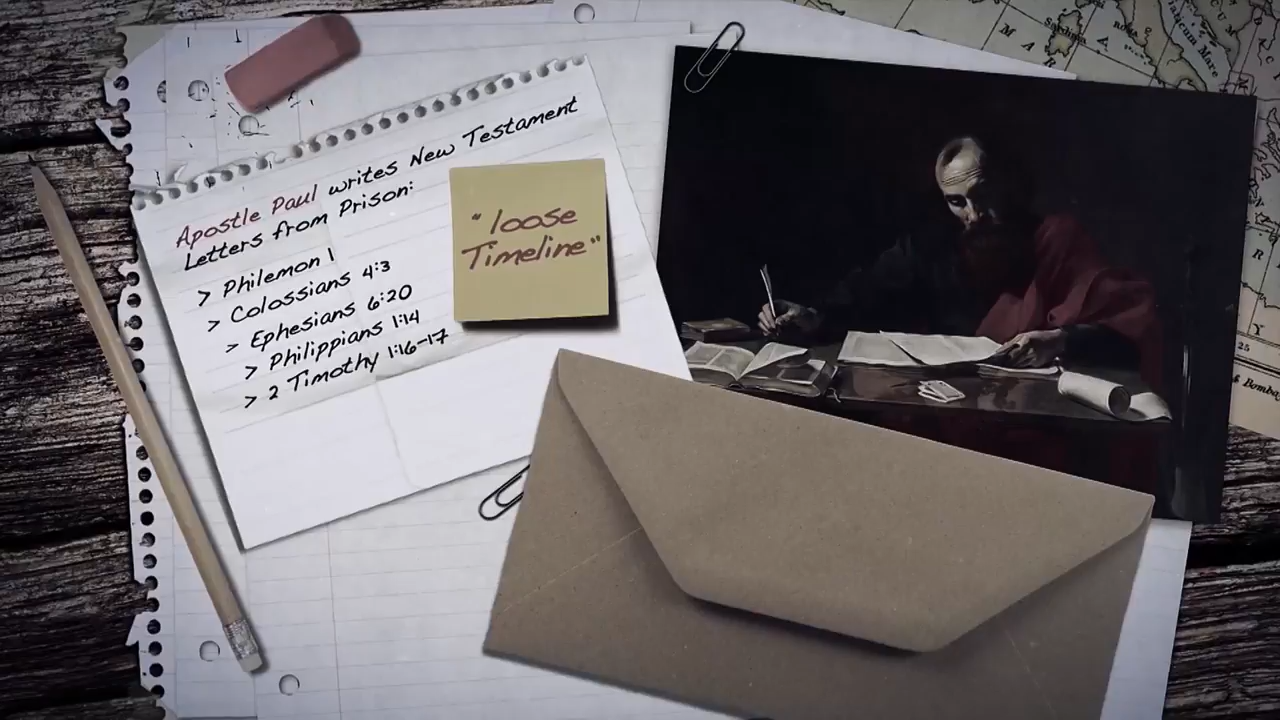 Apostle Paul writes New Testament
Letters from Prison:
> Philemon 1
> Colossians 4:3
> Ephesians 6:20
> Philippians 1:14
> 2 Timothy 1:16-17
"loose
Timeline"
M A R
25